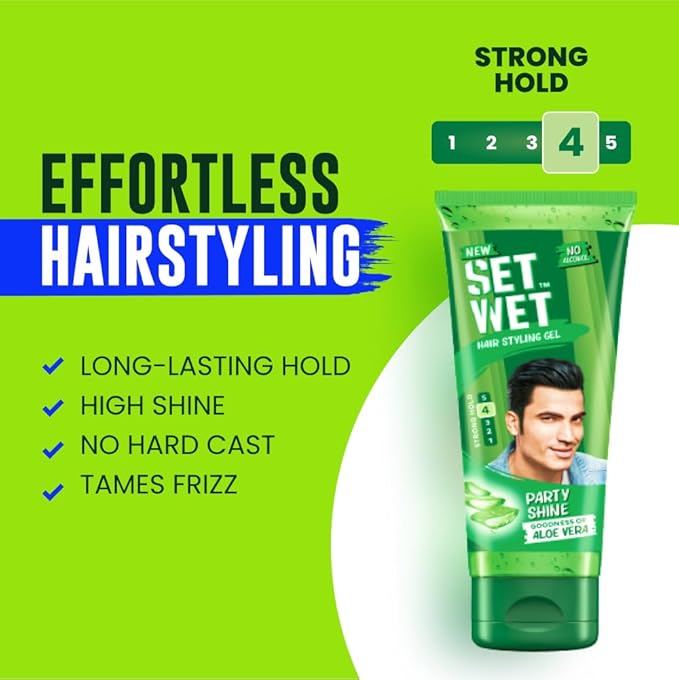 STRONG
HOLD
1 2 3 4 5
EFFORTLESS
HAIRSTYLING
✓ LONG-LASTING HOLD
✓ HIGH SHINE
✓ NO HARD CAST
✓ TAMES FRIZZ
NEW
NO
ALCOHOL
SET
WET™
HAIR STYLING GEL
STRONG HOLD
5
4
3
2
1
PARTY
SHINE
GOODNESS OF
ALOE VERA